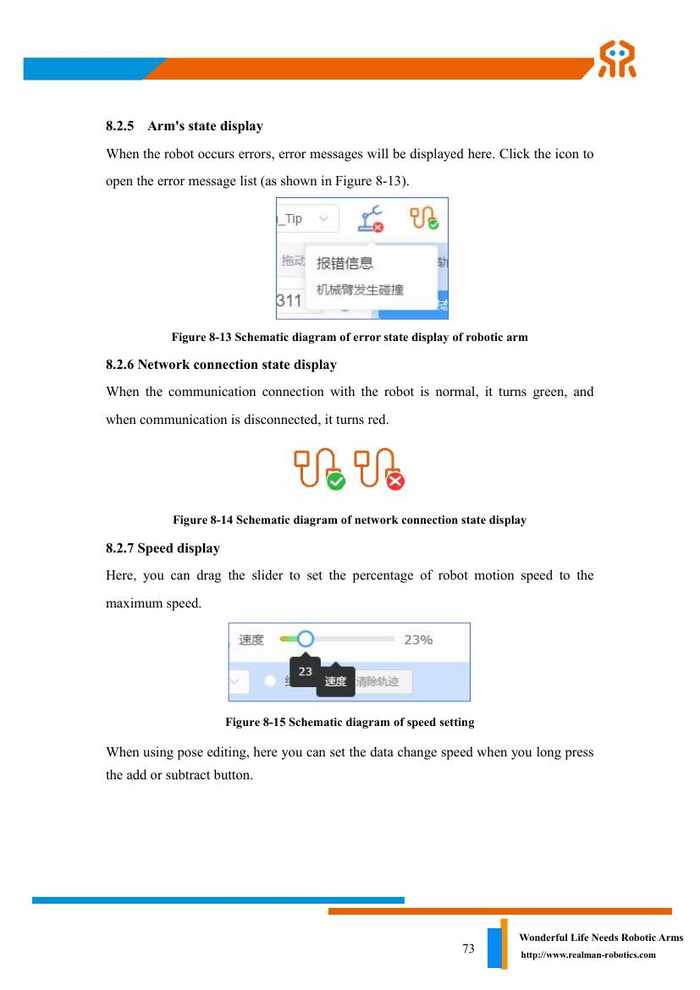 8.2.5 Arm's state display
When the robot occurs errors, error messages will be displayed here. Click the icon to
open the error message list (as shown in Figure 8-13).
_Tip
拖动
报错信息
机械臂发生碰撞
311
Figure 8-13 Schematic diagram of error state display of robotic arm
8.2.6 Network connection state display
When the communication connection with the robot is normal, it turns green, and
when communication is disconnected, it turns red.
Figure 8-14 Schematic diagram of network connection state display
8.2.7 Speed display
Here, you can drag the slider to set the percentage of robot motion speed to the
maximum speed.
速度 23%
23
速度 清除轨迹
Figure 8-15 Schematic diagram of speed setting
When using pose editing, here you can set the data change speed when you long press
the add or subtract button.
73
Wonderful Life Needs Robotic Arms
http://www.realman-robotics.com